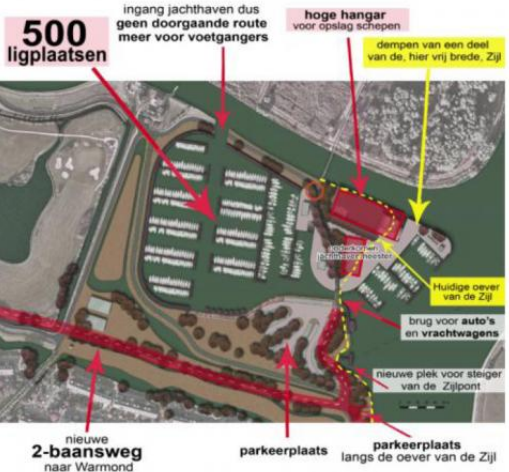 ingang jachthaven dus
geen doorgaande route
meer voor voetgangers
500
ligplaatsen
hoge hangar
voor opslag schepen
dempen van een deel
van de, hier vrij brede, Zijl
onderkomen
jachthavenmeester
Huidige oever
van de Zijl
brug voor auto's
en vrachtwagens
nieuwe plek voor steiger
van de Zijlpont
nieuwe
2-baansweg
naar Warmond
parkeerplaats
parkeerplaats
langs de oever van de Zijl